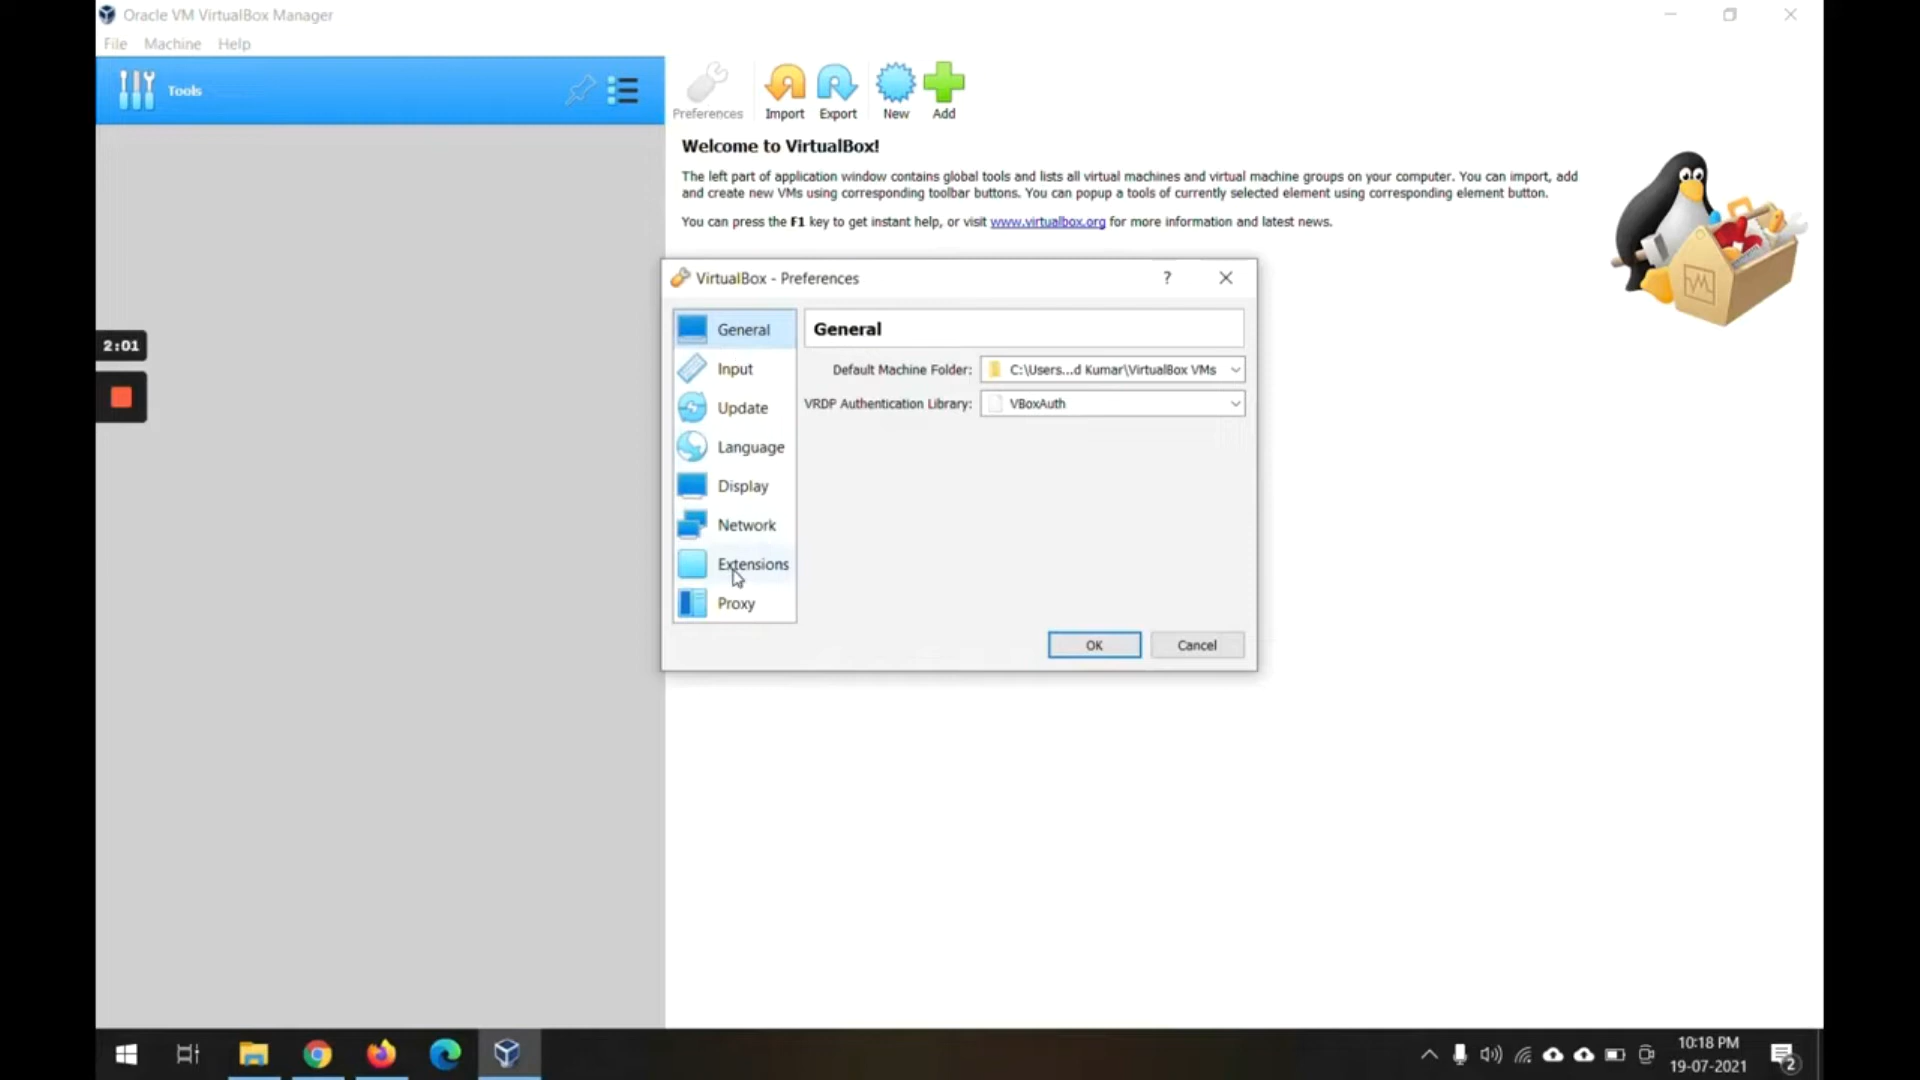 Oracle VM VirtualBox Manager
File Machine Help
Tools
Preferences Import Export New Add
Welcome to VirtualBox!
The left part of application window contains global tools and lists all virtual machines and virtual machine groups on your computer. You can import, add
and create new VMs using corresponding toolbar buttons. You can popup a tools of currently selected element using corresponding element button.
You can press the F1 key to get instant help, or visit www.virtualbox.org for more information and latest news.
VirtualBox - Preferences ?
General
Input
Update
Language
Display
Network
Extensions
Proxy
General
Default Machine Folder: C:\Users...d Kumar\VirtualBox VMs
VRDP Authentication Library: VBoxAuth
OK Cancel
2:01
10:18 PM
19-07-2021
2